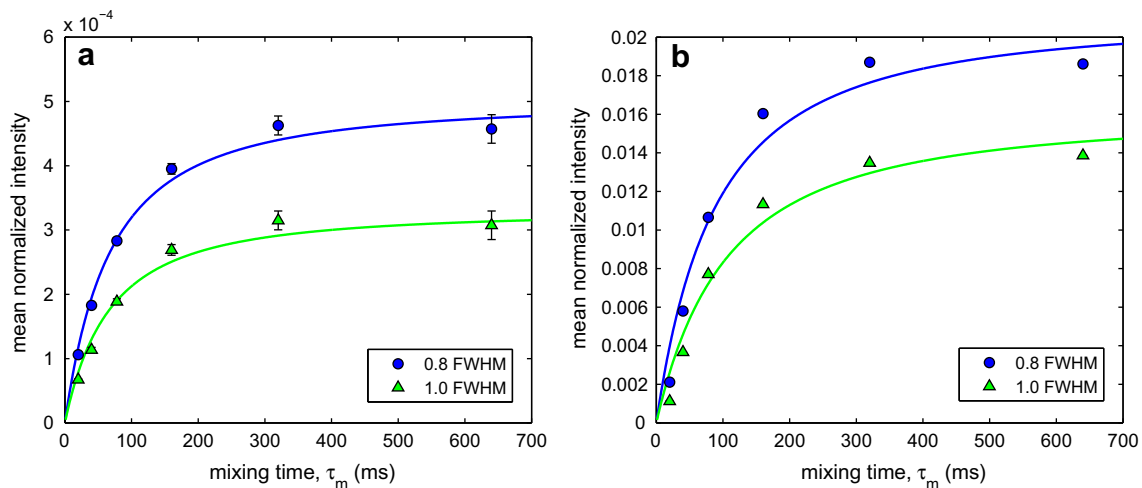 x 10⁻⁴
a
6
5
4
3
2
1
0
mean normalized intensity
0 100 200 300 400 500 600 700
mixing time, τm (ms)
0.8 FWHM
1.0 FWHM
b
0.02
0.018
0.016
0.014
0.012
0.01
0.008
0.006
0.004
0.002
0
mean normalized intensity
0 100 200 300 400 500 600 700
mixing time, τm (ms)
0.8 FWHM
1.0 FWHM